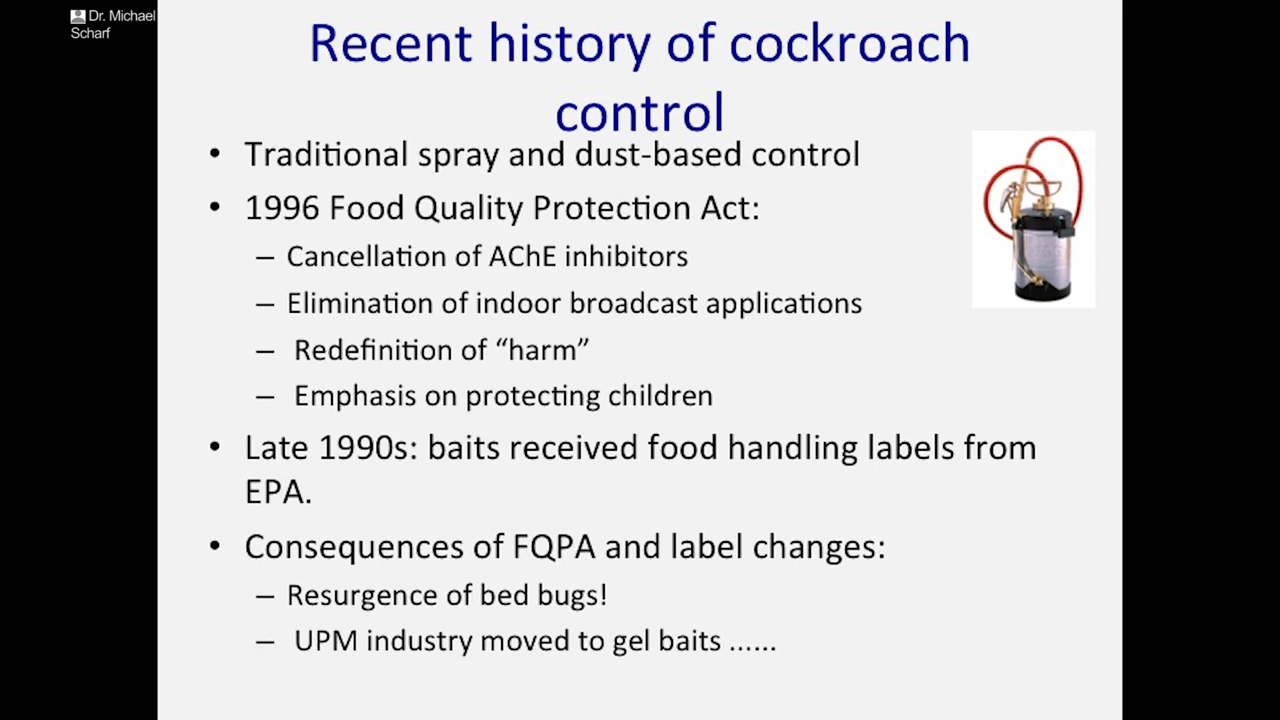 Dr. Michael
Scharf
Recent history of cockroach
control
• Traditional spray and dust-based control
• 1996 Food Quality Protection Act:
– Cancellation of AChE inhibitors
– Elimination of indoor broadcast applications
– Redefinition of “harm”
– Emphasis on protecting children
• Late 1990s: baits received food handling labels from
EPA.
• Consequences of FQPA and label changes:
– Resurgence of bed bugs!
– UPM industry moved to gel baits ......